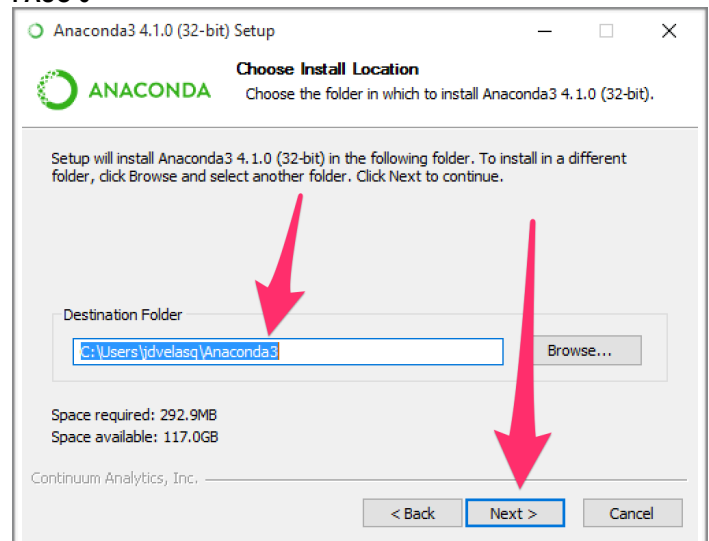 Anaconda3 4.1.0 (32-bit) Setup
Choose Install Location
ANACONDA
Choose the folder in which to install Anaconda3 4.1.0 (32-bit).
Setup will install Anaconda3 4.1.0 (32-bit) in the following folder. To install in a different
folder, click Browse and select another folder. Click Next to continue.
Destination Folder
C:\Users\jdvelasq\Anaconda3
Browse...
Space required: 292.9MB
Space available: 117.0GB
Continuum Analytics, Inc.
< Back
Next >
Cancel